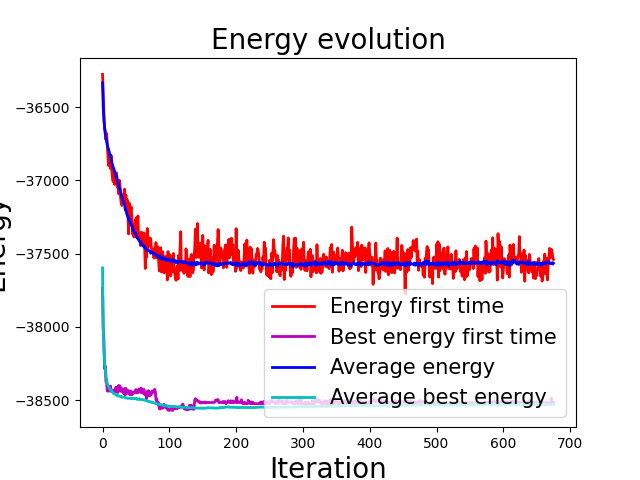 Energy evolution
Energy
−36500
−37000
−37500
−38000
−38500
Energy first time
Best energy first time
Average energy
Average best energy
0 100 200 300 400 500 600 700
Iteration